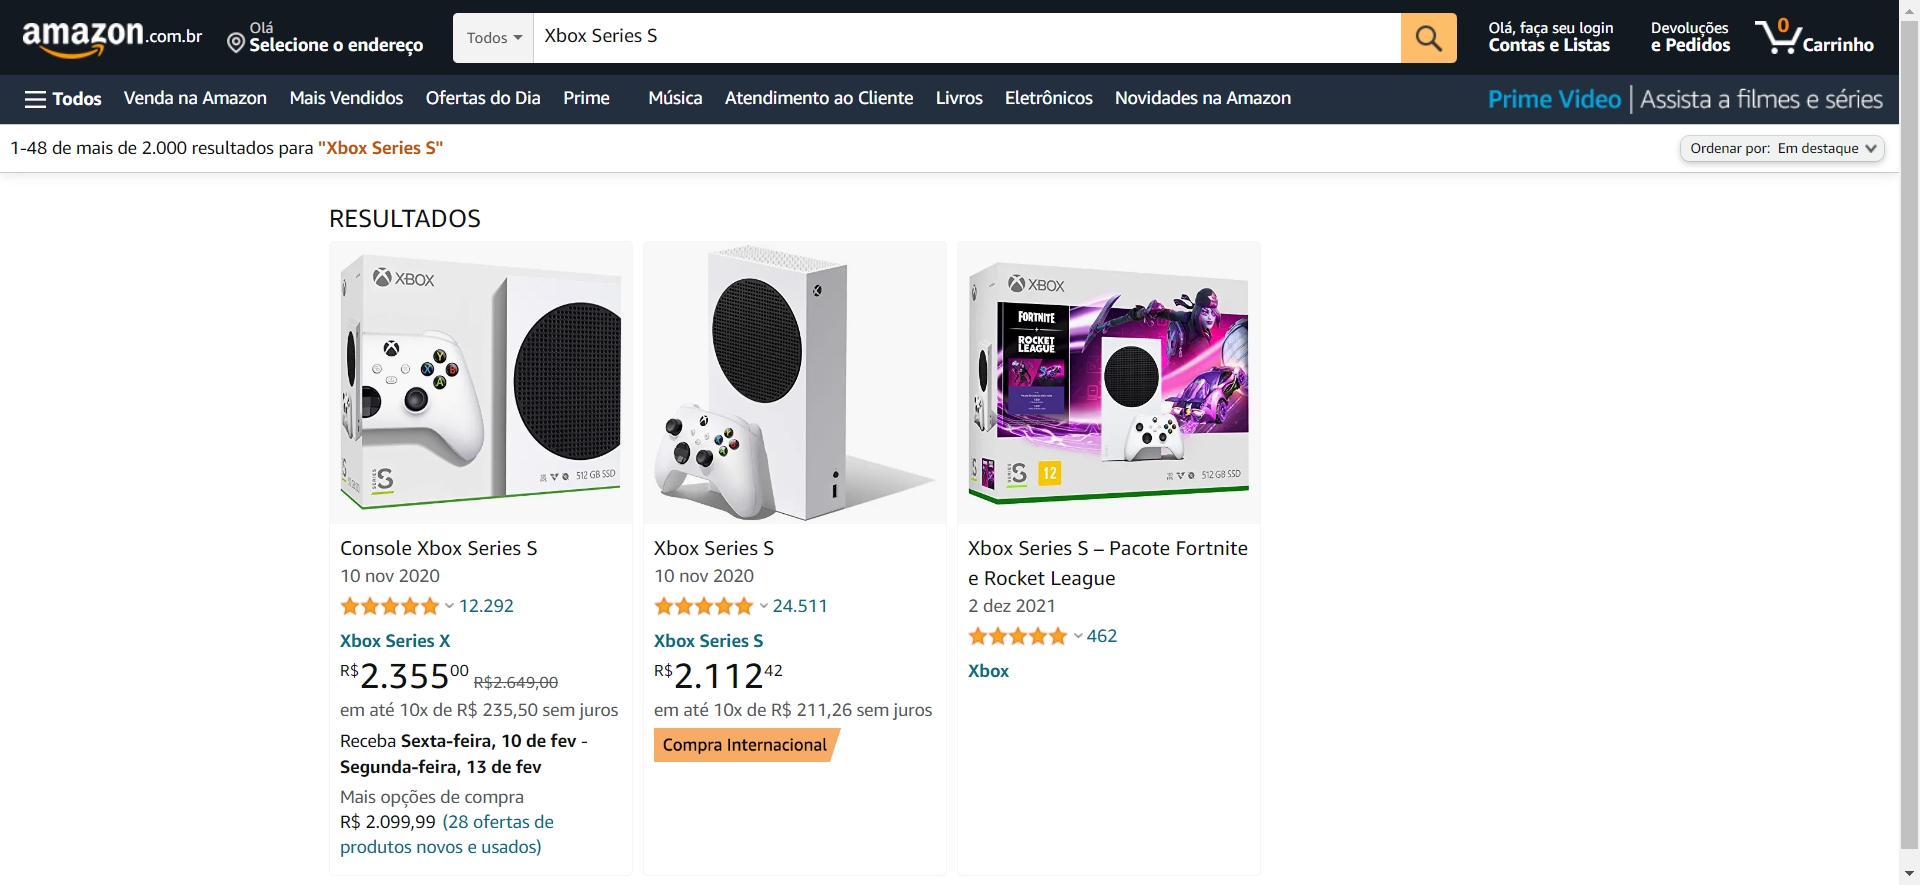 amazon.com.br
Olá
Selecione o endereço
Todos
Xbox Series S
Olá, faça seu login
Contas e Listas
Devoluções
e Pedidos
0
Carrinho
Todos
Venda na Amazon
Mais Vendidos
Ofertas do Dia
Prime
Música
Atendimento ao Cliente
Livros
Eletrônicos
Novidades na Amazon
Prime Video | Assista a filmes e séries
1-48 de mais de 2.000 resultados para "Xbox Series S"
Ordenar por: Em destaque
RESULTADOS
XBOX
Y
X B
A
SERIES S
512 GB SSD
Console Xbox Series S
10 nov 2020
12.292
Xbox Series X
R$2.35500 R$2.649,00
em até 10x de R$ 235,50 sem juros
Receba Sexta-feira, 10 de fev -
Segunda-feira, 13 de fev
Mais opções de compra
R$ 2.099,99 (28 ofertas de
produtos novos e usados)
Xbox Series S
10 nov 2020
24.511
Xbox Series S
R$2.11242
em até 10x de R$ 211,26 sem juros
Compra Internacional
XBOX
FORTNITE
+
ROCKET
LEAGUE
SERIES S
12
512 GB SSD
Xbox Series S – Pacote Fortnite
e Rocket League
2 dez 2021
462
Xbox